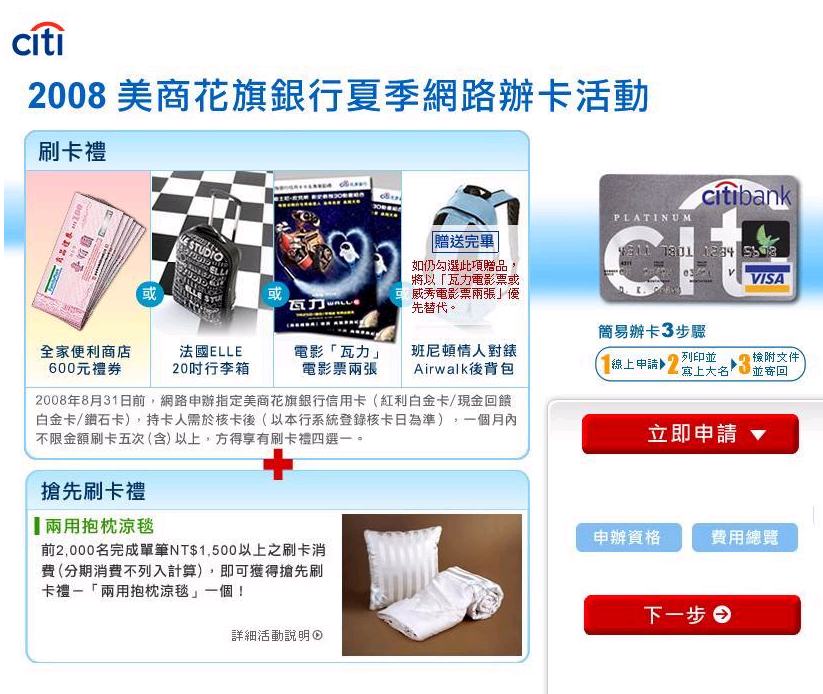 citi
2008 美商花旗銀行夏季網路辦卡活動
刷卡禮
或
或
贈送完畢
如仍勾選此項贈品，
將以「瓦力電影票或
威秀電影票兩張」優
先替代。
瓦力 WALL·E
STUDIO
全家便利商店
600元禮券
法國ELLE
20吋行李箱
電影「瓦力」
電影票兩張
班尼頓情人對錶
Airwalk後背包
2008年8月31日前，網路申辦指定美商花旗銀行信用卡（紅利白金卡/現金回饋
白金卡/鑽石卡），持卡人需於核卡後（以本行系統登錄核卡日為準），一個月內
不限金額刷卡五次(含)以上，方得享有刷卡禮四選一。
搶先刷卡禮
兩用抱枕涼毯
前2,000名完成單筆NT$1,500以上之刷卡消
費(分期消費不列入計算)，即可獲得搶先刷
卡禮－「兩用抱枕涼毯」一個！
詳細活動說明
citibank
PLATINUM
citi
VISA
簡易辦卡3步驟
1線上申請
2列印並
寫上大名
3檢附文件
並寄回
立即申請
申辦資格
費用總覽
下一步